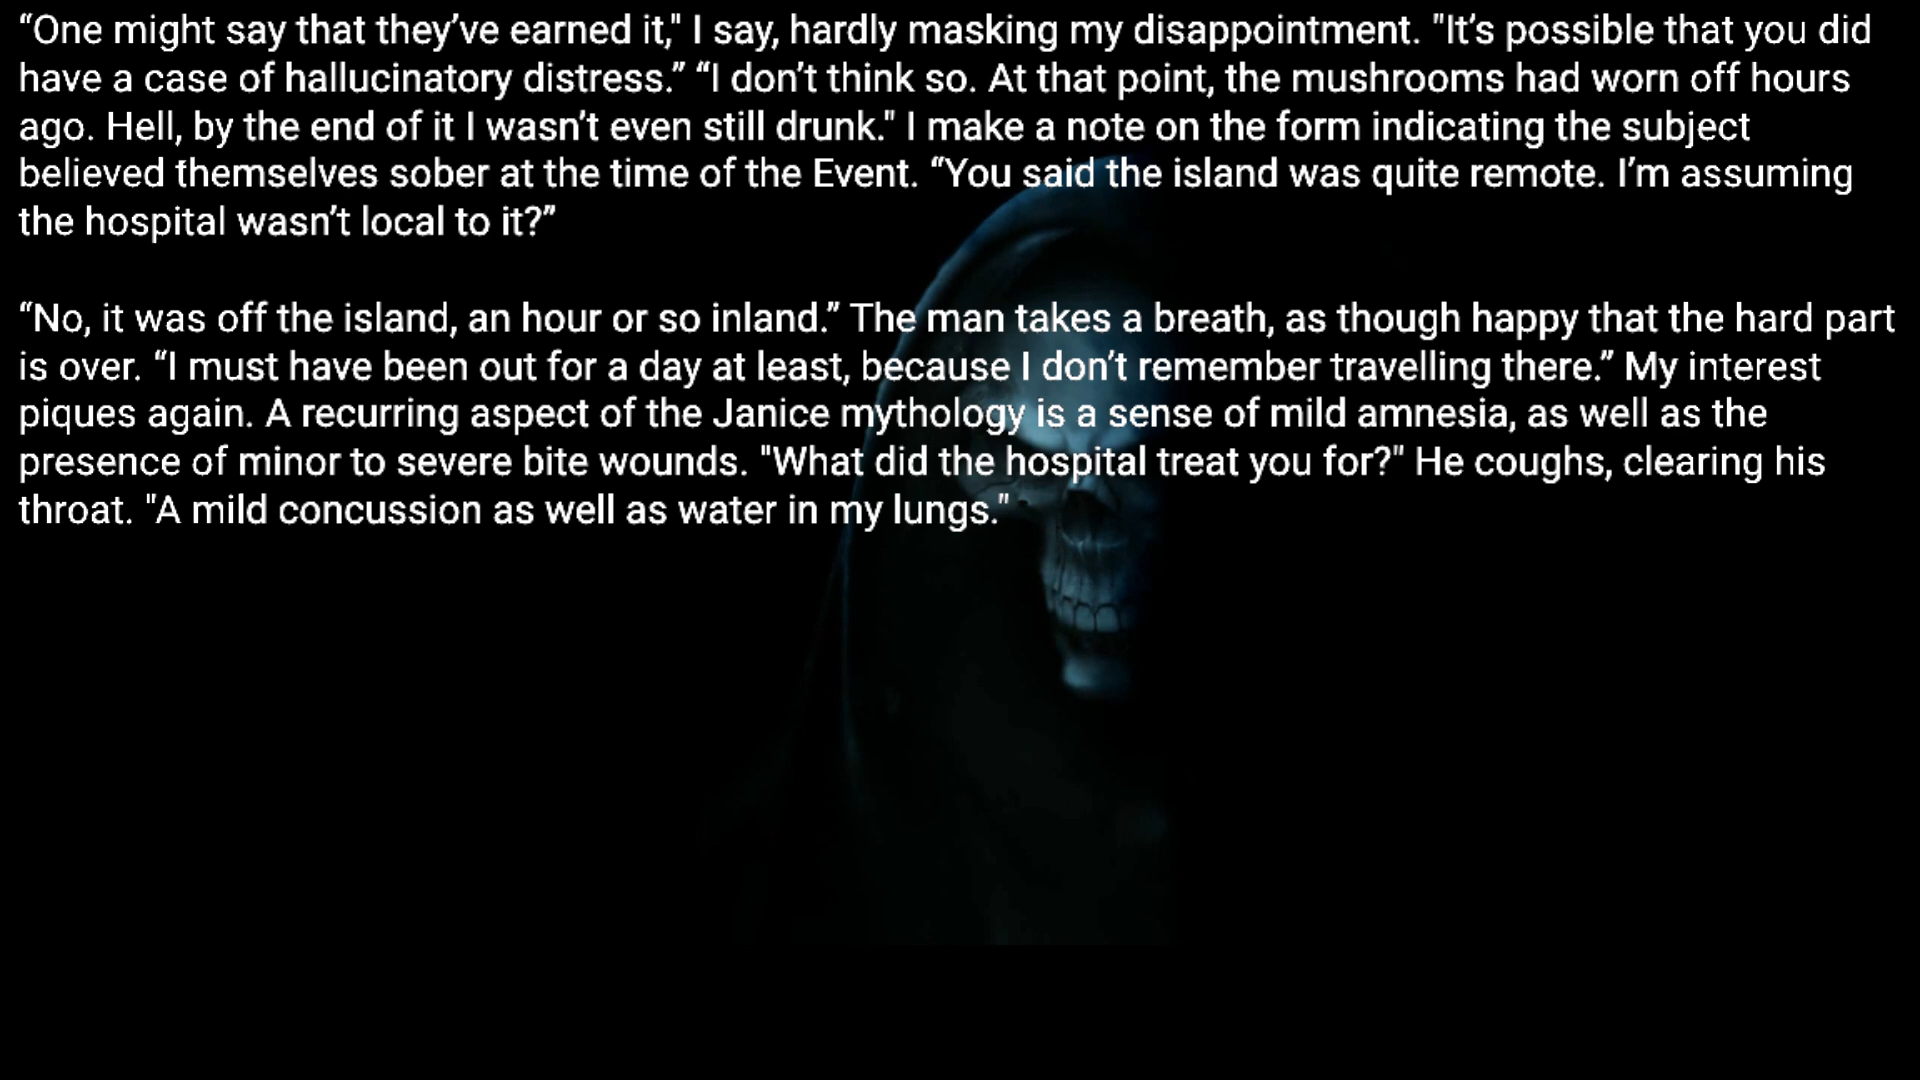 “One might say that they’ve earned it," I say, hardly masking my disappointment. "It’s possible that you did
have a case of hallucinatory distress.” “I don’t think so. At that point, the mushrooms had worn off hours
ago. Hell, by the end of it I wasn’t even still drunk." I make a note on the form indicating the subject
believed themselves sober at the time of the Event. “You said the island was quite remote. I’m assuming
the hospital wasn’t local to it?”

“No, it was off the island, an hour or so inland.” The man takes a breath, as though happy that the hard part
is over. “I must have been out for a day at least, because I don’t remember travelling there.” My interest
piques again. A recurring aspect of the Janice mythology is a sense of mild amnesia, as well as the
presence of minor to severe bite wounds. "What did the hospital treat you for?" He coughs, clearing his
throat. "A mild concussion as well as water in my lungs."